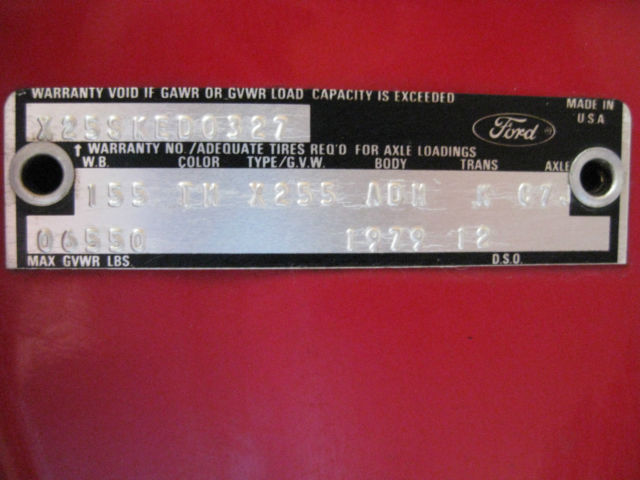 WARRANTY VOID IF GAWR OR GVWR LOAD CAPACITY IS EXCEEDED
MADE IN
U S A
X25SKED0327
Ford ®
↑ WARRANTY NO./ADEQUATE TIRES REQ'D FOR AXLE LOADINGS
W.B. COLOR TYPE/G.V.W. BODY TRANS AXLE
155 X255 K
06550 1979 12
MAX GVWR LBS. D.S.O.